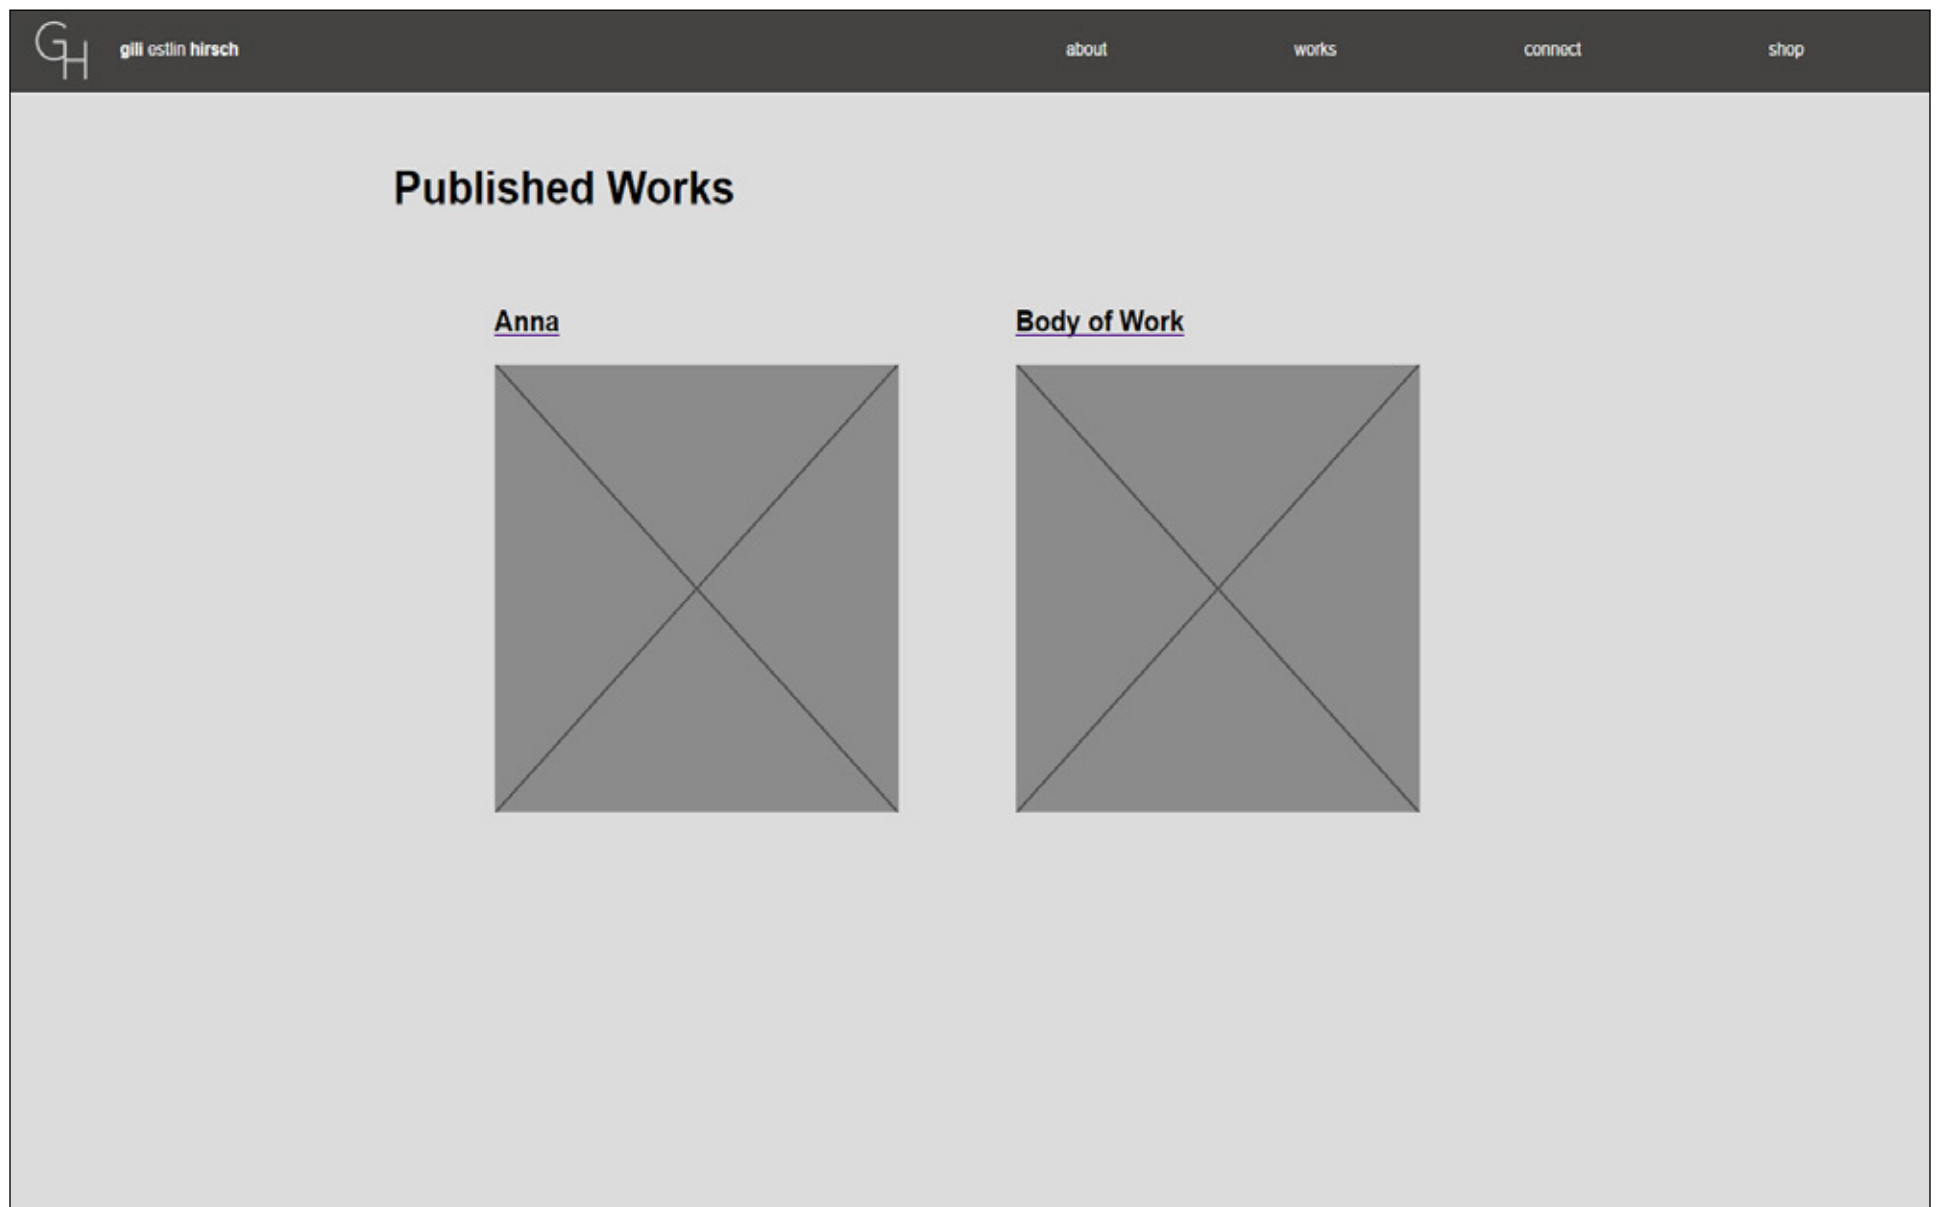 GH gili estlin hirsch about works connect shop
Published Works
Anna Body of Work